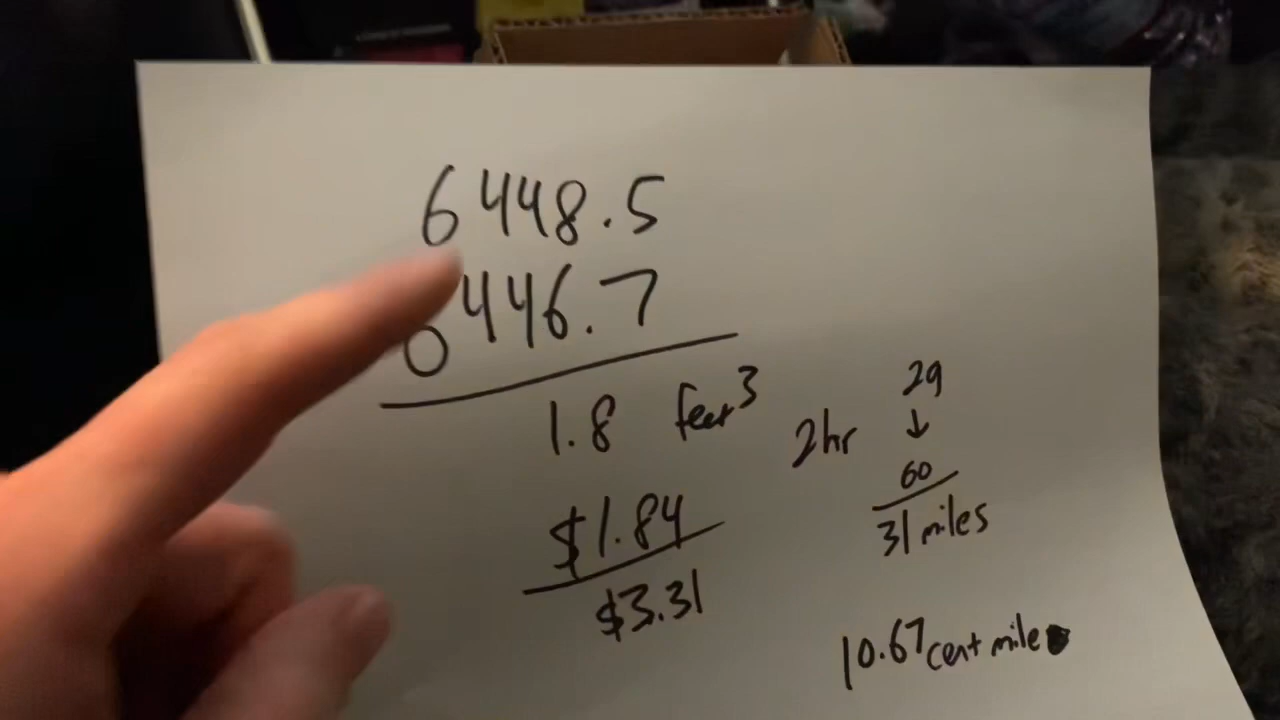 6448.5
6446.7
1.8 feet³
$1.84
$3.31
2hr
29
↓
60
31 miles
10.67 cent mile